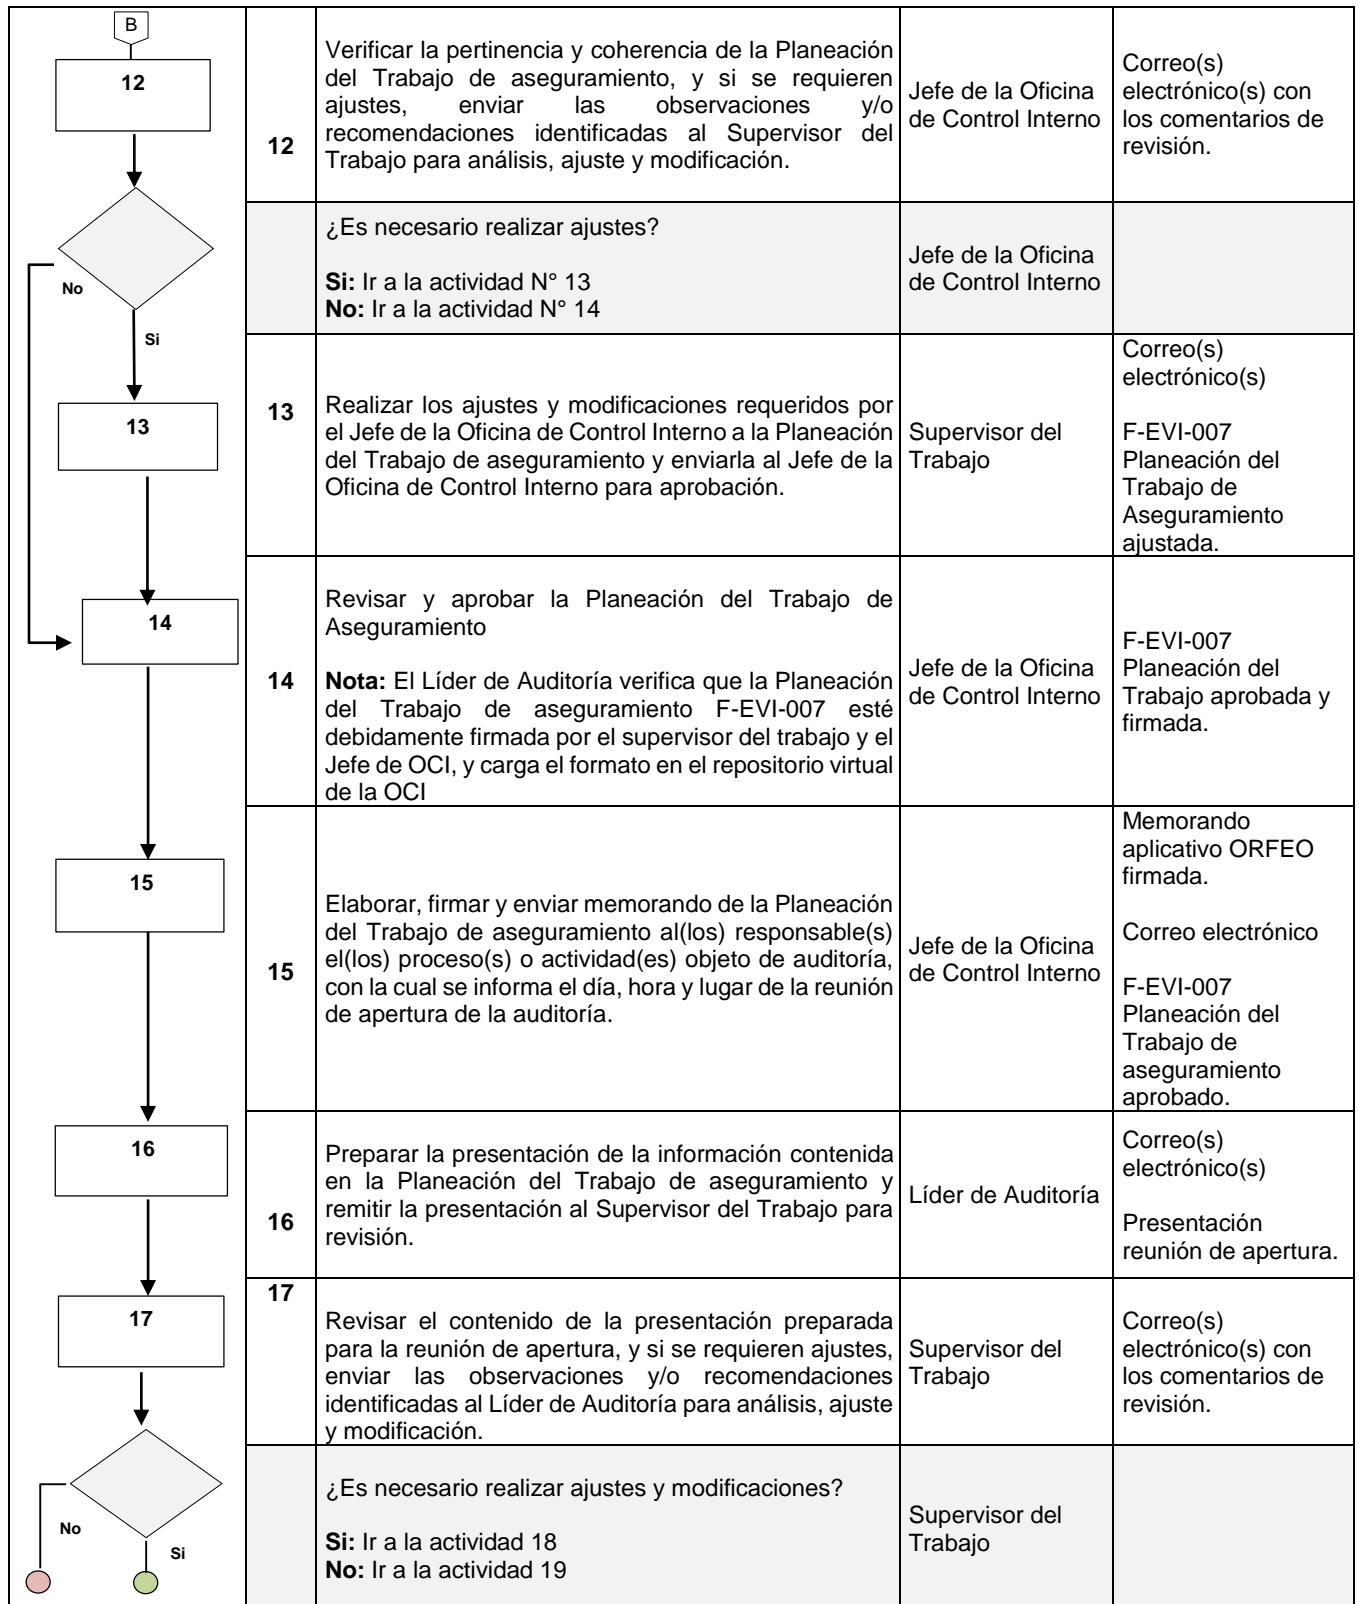 B
12
12
Verificar la pertinencia y coherencia de la Planeación
del Trabajo de aseguramiento, y si se requieren
ajustes, enviar las observaciones y/o
recomendaciones identificadas al Supervisor del
Trabajo para análisis, ajuste y modificación.
Jefe de la Oficina
de Control Interno
Correo(s)
electrónico(s) con
los comentarios de
revisión.
No
Si
¿Es necesario realizar ajustes?
Si: Ir a la actividad N° 13
No: Ir a la actividad N° 14
Jefe de la Oficina
de Control Interno
13
13
Realizar los ajustes y modificaciones requeridos por
el Jefe de la Oficina de Control Interno a la Planeación
del Trabajo de aseguramiento y enviarla al Jefe de la
Oficina de Control Interno para aprobación.
Supervisor del
Trabajo
Correo(s)
electrónico(s)
F-EVI-007
Planeación del
Trabajo de
Aseguramiento
ajustada.
14
14
Revisar y aprobar la Planeación del Trabajo de
Aseguramiento
Nota: El Líder de Auditoría verifica que la Planeación
del Trabajo de aseguramiento F-EVI-007 esté
debidamente firmada por el supervisor del trabajo y el
Jefe de OCI, y carga el formato en el repositorio virtual
de la OCI
Jefe de la Oficina
de Control Interno
F-EVI-007
Planeación del
Trabajo aprobada y
firmada.
15
15
Elaborar, firmar y enviar memorando de la Planeación
del Trabajo de aseguramiento al(los) responsable(s)
el(los) proceso(s) o actividad(es) objeto de auditoría,
con la cual se informa el día, hora y lugar de la reunión
de apertura de la auditoría.
Jefe de la Oficina
de Control Interno
Memorando
aplicativo ORFEO
firmada.
Correo electrónico
F-EVI-007
Planeación del
Trabajo de
aseguramiento
aprobado.
16
16
Preparar la presentación de la información contenida
en la Planeación del Trabajo de aseguramiento y
remitir la presentación al Supervisor del Trabajo para
revisión.
Líder de Auditoría
Correo(s)
electrónico(s)
Presentación
reunión de apertura.
17
17
Revisar el contenido de la presentación preparada
para la reunión de apertura, y si se requieren ajustes,
enviar las observaciones y/o recomendaciones
identificadas al Líder de Auditoría para análisis, ajuste
y modificación.
Supervisor del
Trabajo
Correo(s)
electrónico(s) con
los comentarios de
revisión.
No
Si
¿Es necesario realizar ajustes y modificaciones?
Si: Ir a la actividad 18
No: Ir a la actividad 19
Supervisor del
Trabajo